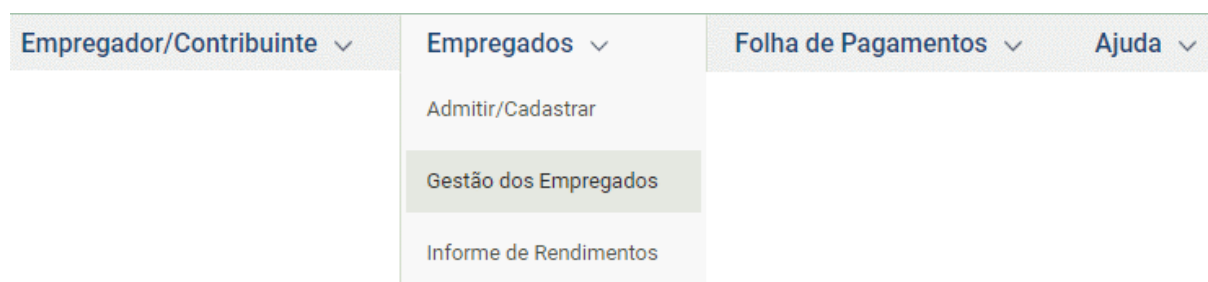 Empregador/Contribuinte Empregados Folha de Pagamentos Ajuda
Admitir/Cadastrar
Gestão dos Empregados
Informe de Rendimentos